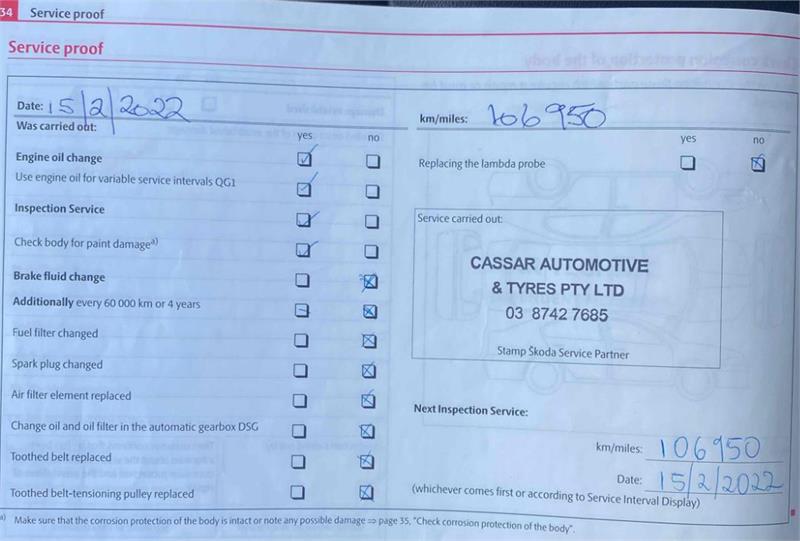 34 Service proof
Service proof
Date: 15/2/2022
Was carried out:
yes no
Engine oil change
Use engine oil for variable service intervals QG1
Inspection Service
Check body for paint damage a)
Brake fluid change
Additionally every 60 000 km or 4 years
Fuel filter changed
Spark plug changed
Air filter element replaced
Change oil and oil filter in the automatic gearbox DSG
Toothed belt replaced
Toothed belt-tensioning pulley replaced
km/miles: 106950
yes no
Replacing the lambda probe
Service carried out:
CASSAR AUTOMOTIVE
& TYRES PTY LTD
03 8742 7685
Stamp Škoda Service Partner
Next Inspection Service:
km/miles: 106950
Date: 15/2/2022
(whichever comes first or according to Service Interval Display)
a) Make sure that the corrosion protection of the body is intact or note any possible damage ⇒ page 35, "Check corrosion protection of the body".